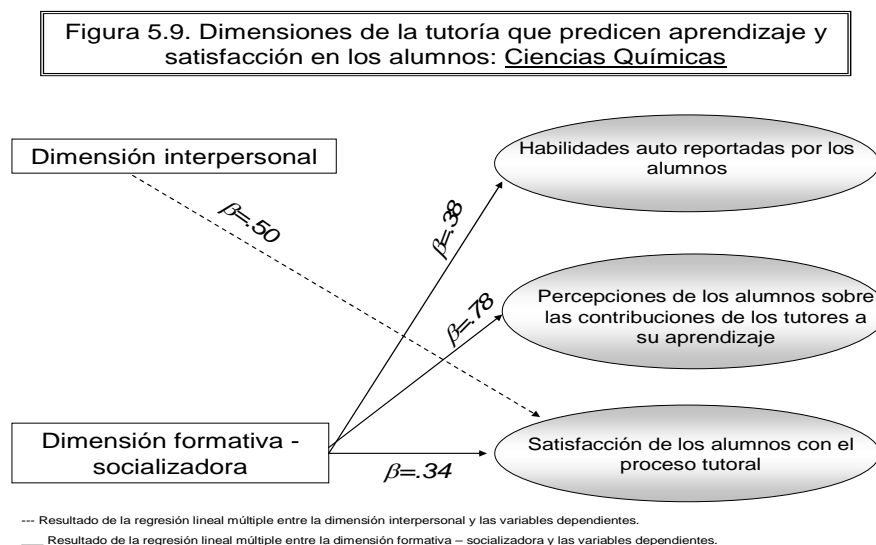 Figura 5.9. Dimensiones de la tutoría que predicen aprendizaje y
satisfacción en los alumnos: Ciencias Químicas
Dimensión interpersonal
Habilidades auto reportadas por los
alumnos
β=.50
β=.38
β=.78
Percepciones de los alumnos sobre
las contribuciones de los tutores a
su aprendizaje
Dimensión formativa -
socializadora
β=.34
Satisfacción de los alumnos con el
proceso tutoral
--- Resultado de la regresión lineal múltiple entre la dimensión interpersonal y las variables dependientes.
___ Resultado de la regresión lineal múltiple entre la dimensión formativa – socializadora y las variables dependientes.